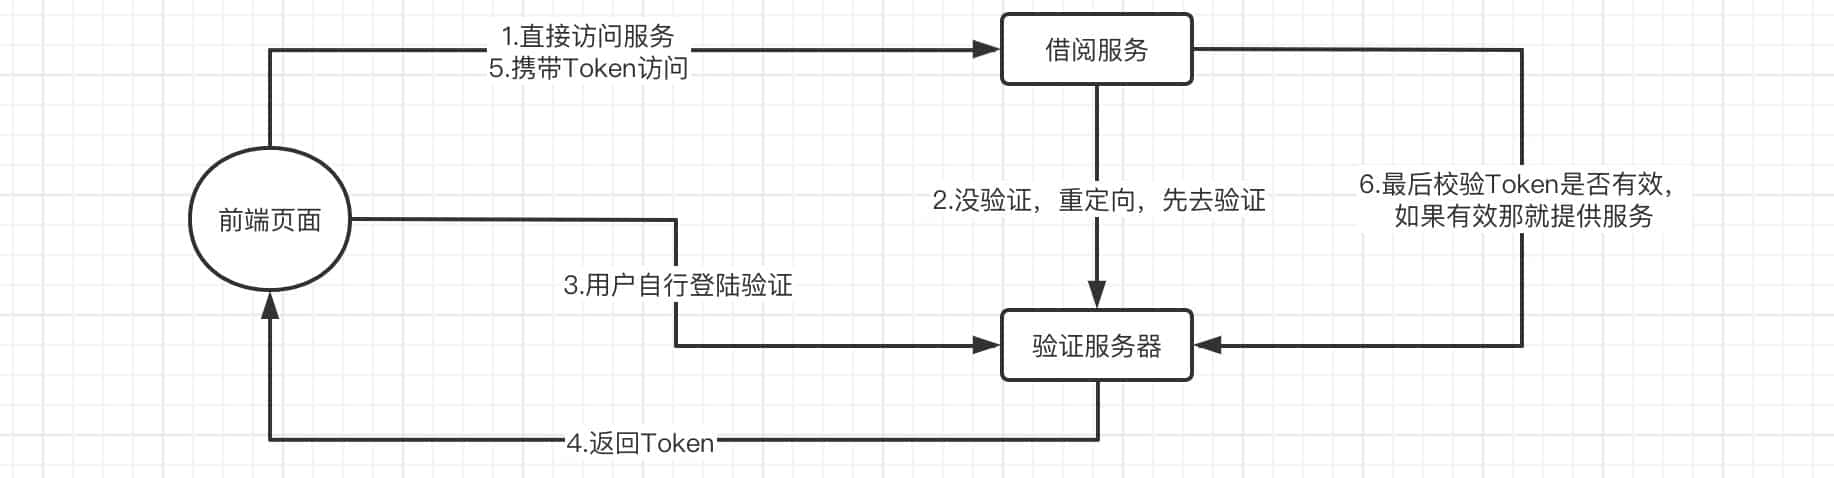 1.直接访问服务
5.携带Token访问
借阅服务
前端页面
2.没验证，重定向，先去验证
6.最后校验Token是否有效，
如果有效那就提供服务
3.用户自行登陆验证
验证服务器
4.返回Token